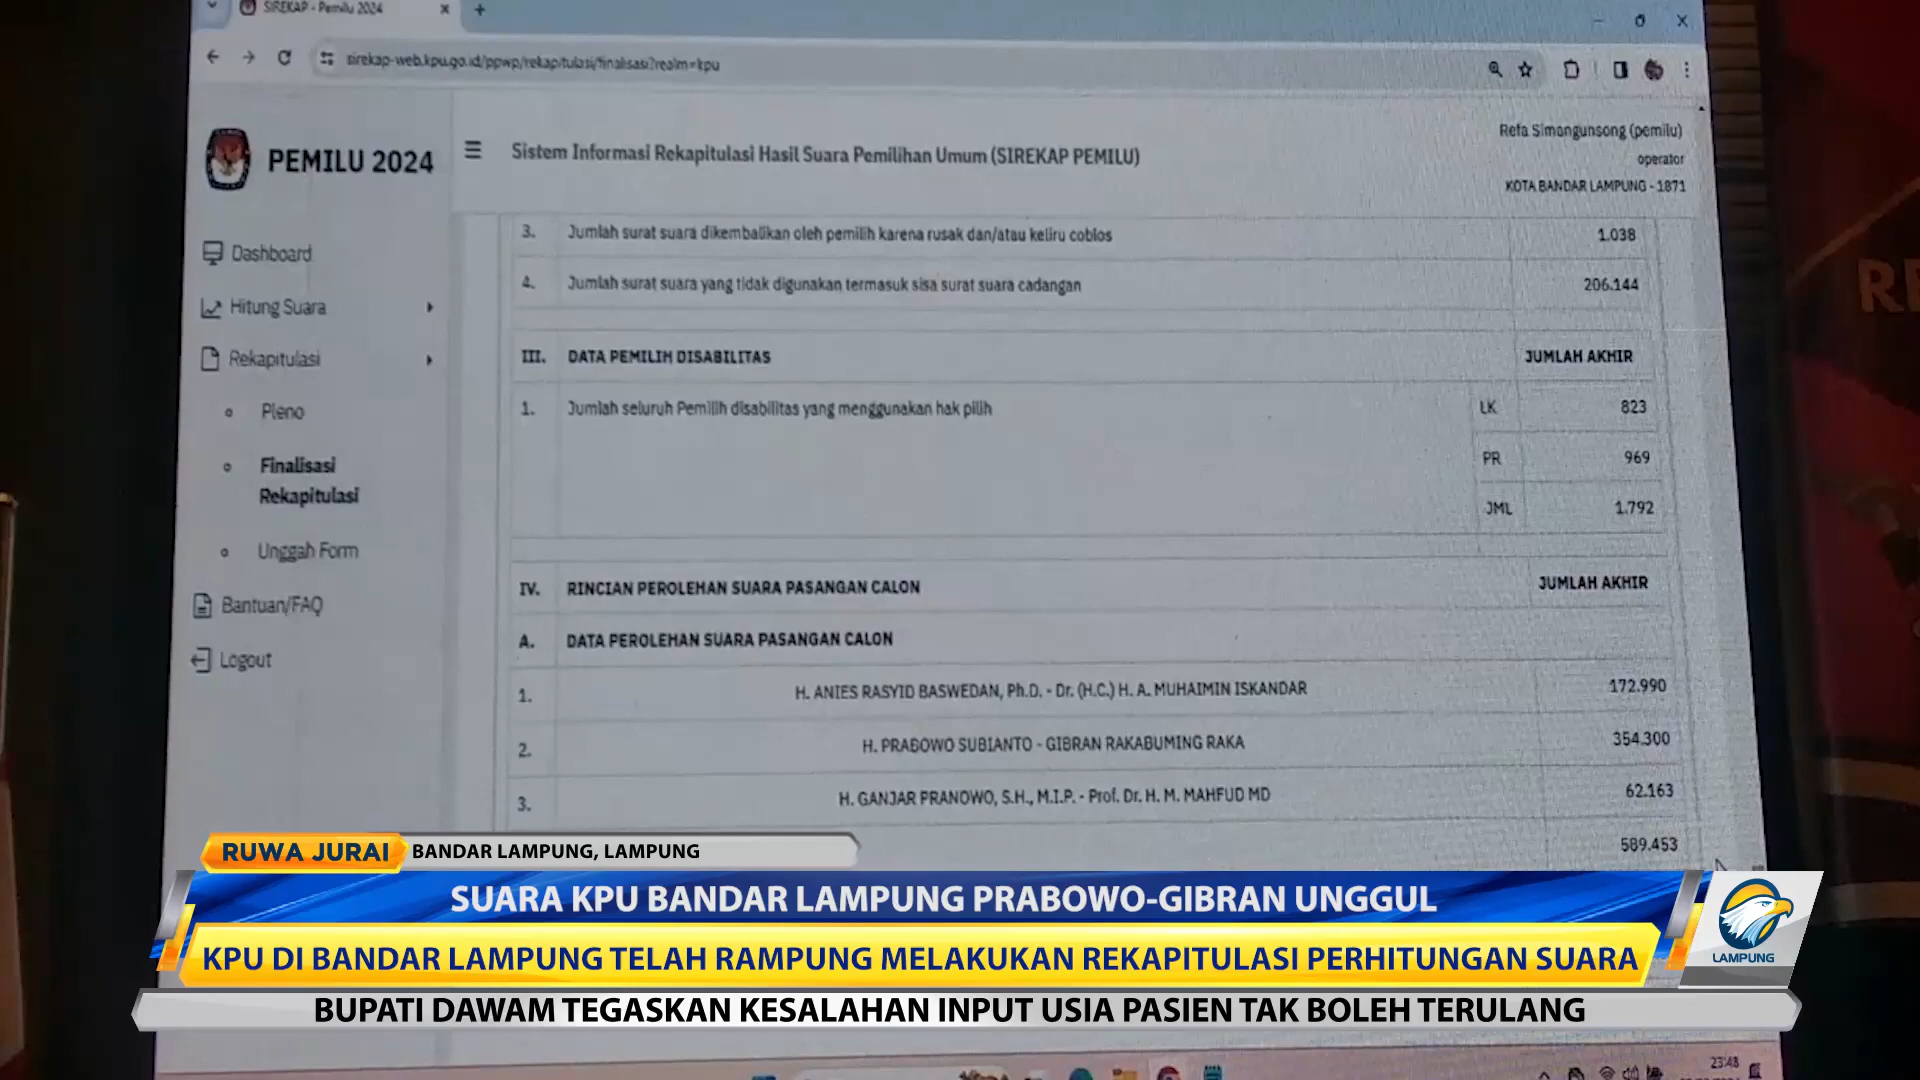 SIREKAP - Pemilu 2024
sirekap-web.kpu.go.id/ppwp/rekapitulasi/finalisasi?realm=kpu
PEMILU 2024
Sistem Informasi Rekapitulasi Hasil Suara Pemilihan Umum (SIREKAP PEMILU)
Refa Simangunsong (pemilu)
operator
KOTA BANDAR LAMPUNG - 1871
Dashboard
Hitung Suara
Rekapitulasi
Pleno
Finalisasi
Rekapitulasi
Unggah Form
Bantuan/FAQ
Logout
3. Jumlah surat suara dikembalikan oleh pemilih karena rusak dan/atau keliru coblos 1.038
4. Jumlah surat suara yang tidak digunakan termasuk sisa surat suara cadangan 206.144
III. DATA PEMILIH DISABILITAS JUMLAH AKHIR
1. Jumlah seluruh Pemilih disabilitas yang menggunakan hak pilih LK 823
PR 969
JML 1.792
IV. RINCIAN PEROLEHAN SUARA PASANGAN CALON JUMLAH AKHIR
A. DATA PEROLEHAN SUARA PASANGAN CALON
1. H. ANIES RASYID BASWEDAN, Ph.D. - Dr. (H.C.) H. A. MUHAIMIN ISKANDAR 172.990
2. H. PRABOWO SUBIANTO - GIBRAN RAKABUMING RAKA 354.300
3. H. GANJAR PRANOWO, S.H., M.I.P. - Prof. Dr. H. M. MAHFUD MD 62.163
589.453
RUWA JURAI BANDAR LAMPUNG, LAMPUNG
SUARA KPU BANDAR LAMPUNG PRABOWO-GIBRAN UNGGUL
KPU DI BANDAR LAMPUNG TELAH RAMPUNG MELAKUKAN REKAPITULASI PERHITUNGAN SUARA
LAMPUNG
BUPATI DAWAM TEGASKAN KESALAHAN INPUT USIA PASIEN TAK BOLEH TERULANG
23:48